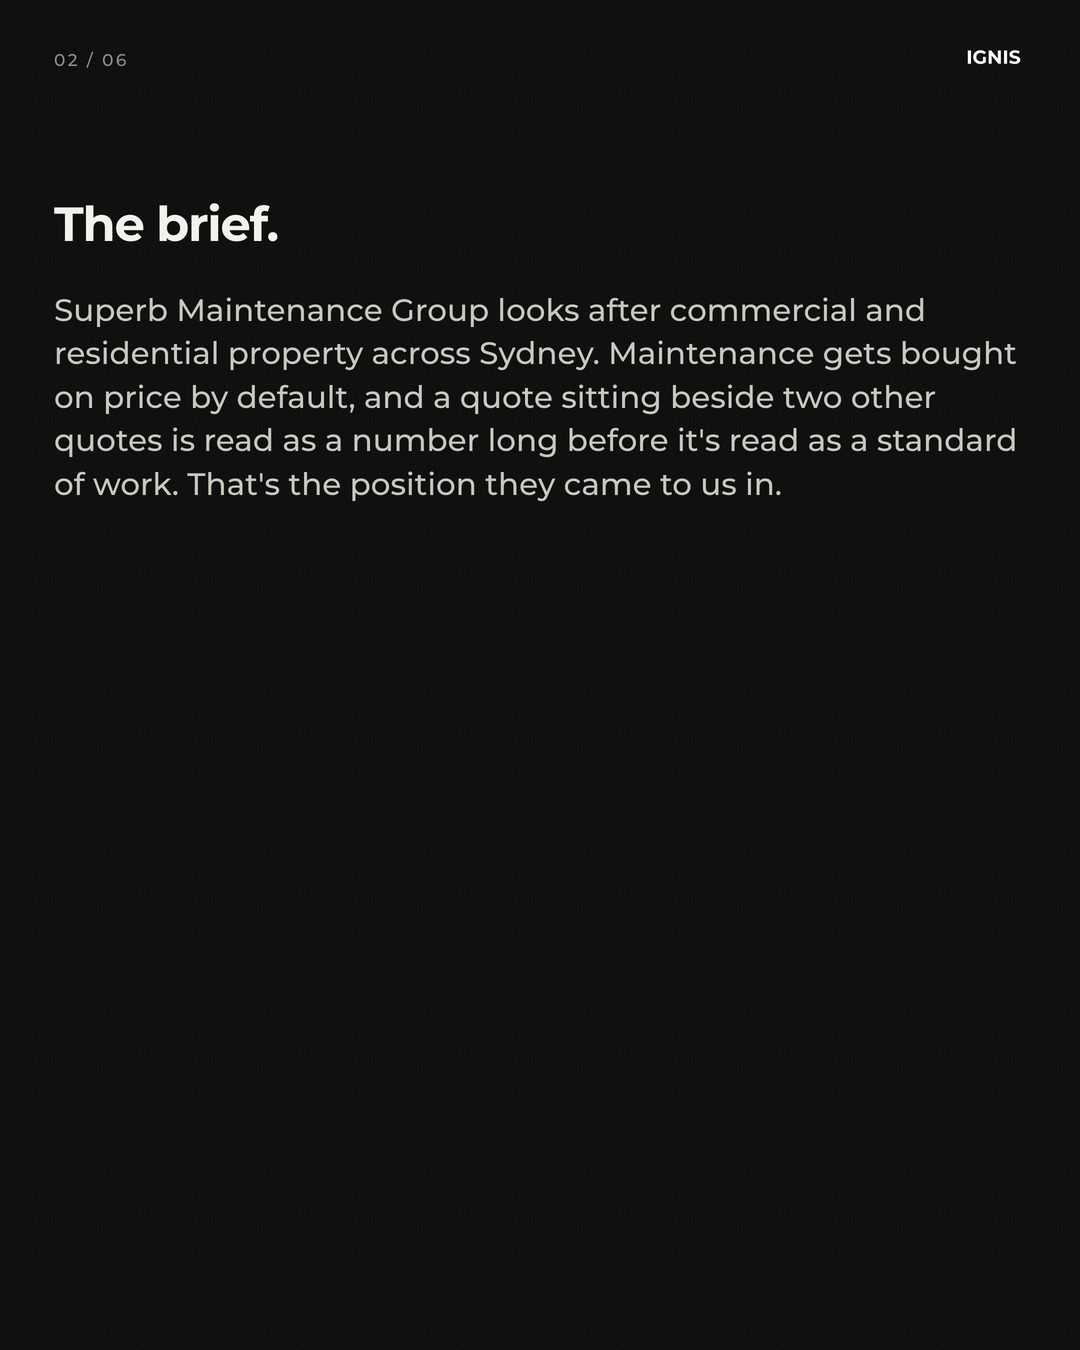 02 / 06
IGNIS
The brief.
Superb Maintenance Group looks after commercial and
residential property across Sydney. Maintenance gets bought
on price by default, and a quote sitting beside two other
quotes is read as a number long before it's read as a standard
of work. That's the position they came to us in.